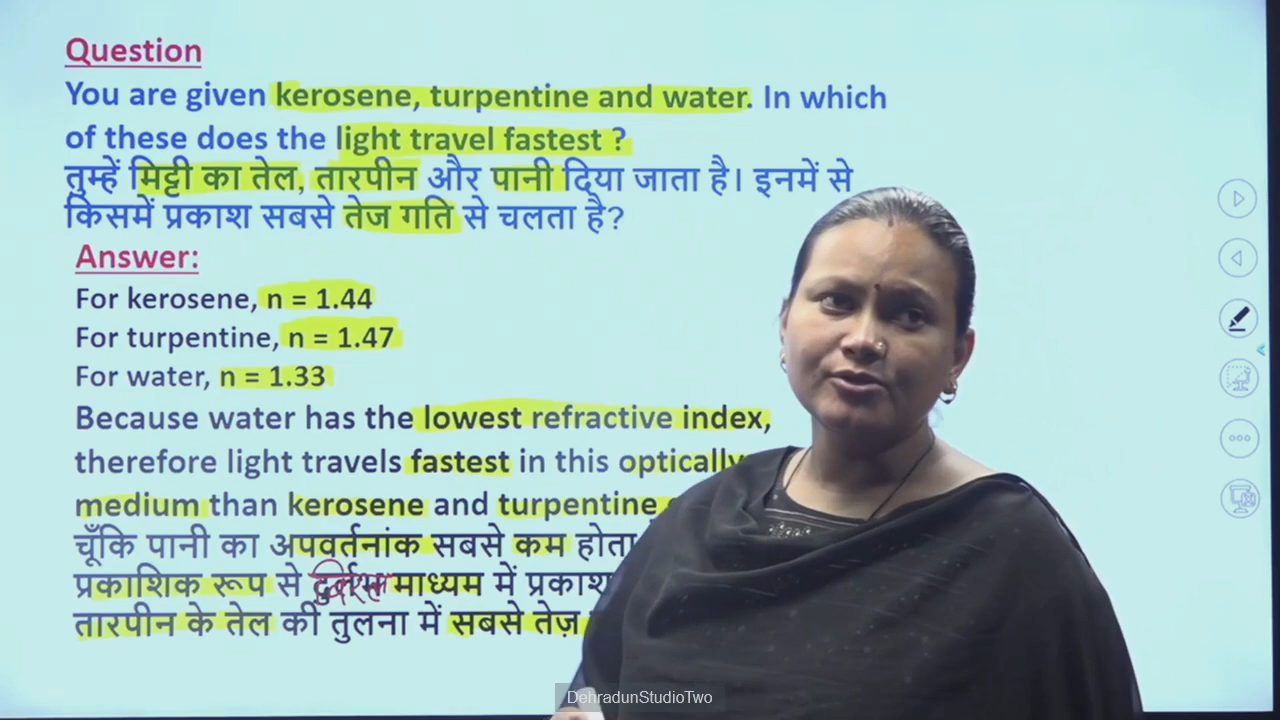 Question
You are given kerosene, turpentine and water. In which
of these does the light travel fastest ?
तुम्हें मिट्टी का तेल, तारपीन और पानी दिया जाता है। इनमें से
किसमें प्रकाश सबसे तेज गति से चलता है?
Answer:
For kerosene, n = 1.44
For turpentine, n = 1.47
For water, n = 1.33
Because water has the lowest refractive index,
therefore light travels fastest in this optically
medium than kerosene and turpentine
चूँकि पानी का अपवर्तनांक सबसे कम होता
प्रकाशिक रूप से माध्यम में प्रकाश
तारपीन के तेल की तुलना में सबसे तेज़
DehradunStudioTwo